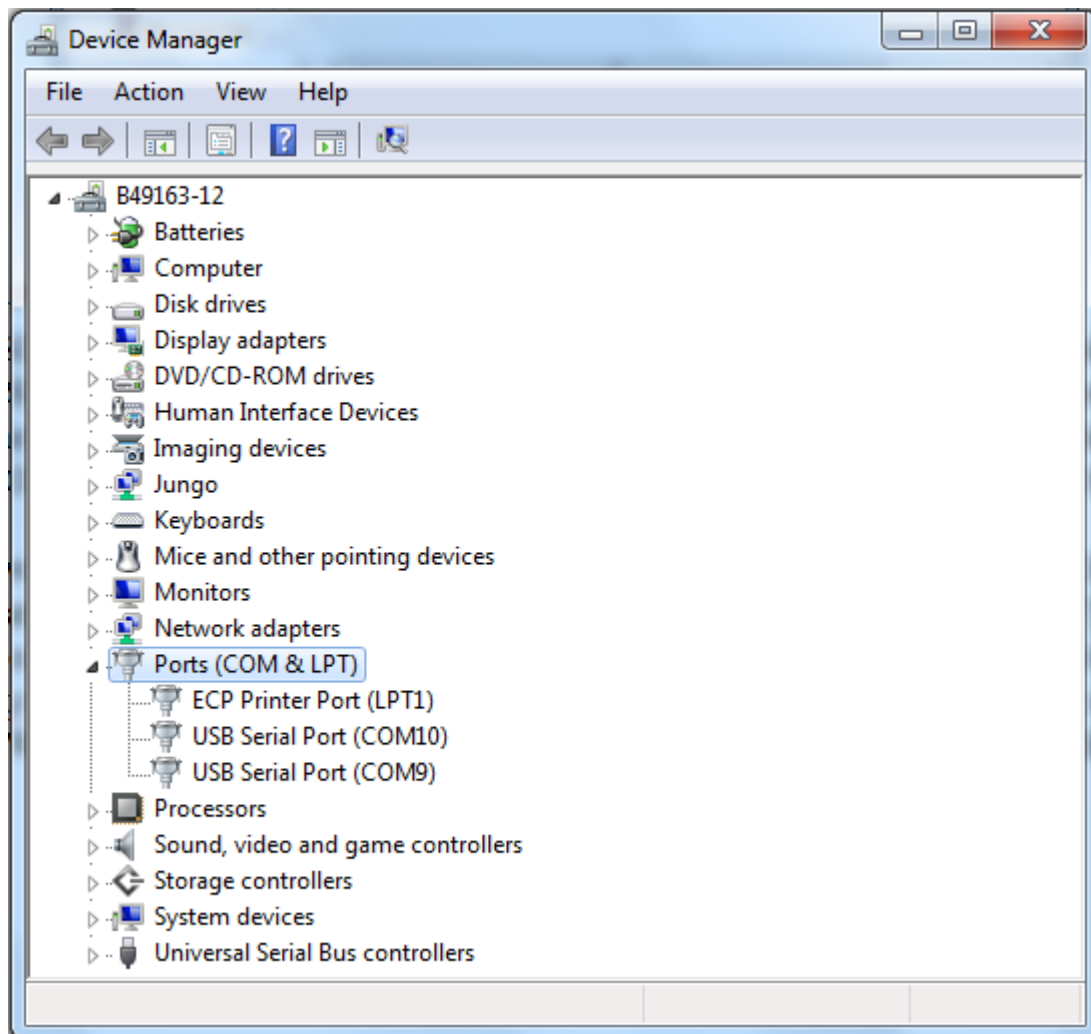 Device Manager
File Action View Help
B49163-12
Batteries
Computer
Disk drives
Display adapters
DVD/CD-ROM drives
Human Interface Devices
Imaging devices
Jungo
Keyboards
Mice and other pointing devices
Monitors
Network adapters
Ports (COM & LPT)
ECP Printer Port (LPT1)
USB Serial Port (COM10)
USB Serial Port (COM9)
Processors
Sound, video and game controllers
Storage controllers
System devices
Universal Serial Bus controllers